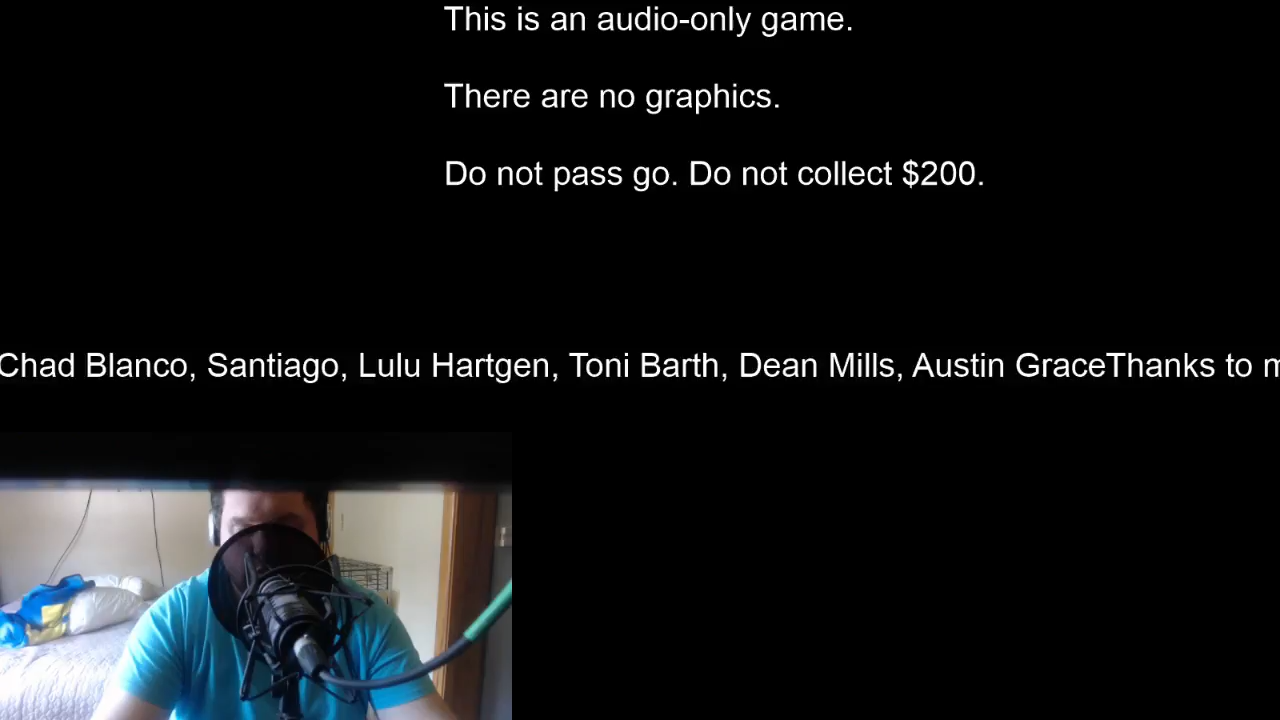 This is an audio-only game.
There are no graphics.
Do not pass go. Do not collect $200.
Chad Blanco, Santiago, Lulu Hartgen, Toni Barth, Dean Mills, Austin GraceThanks to